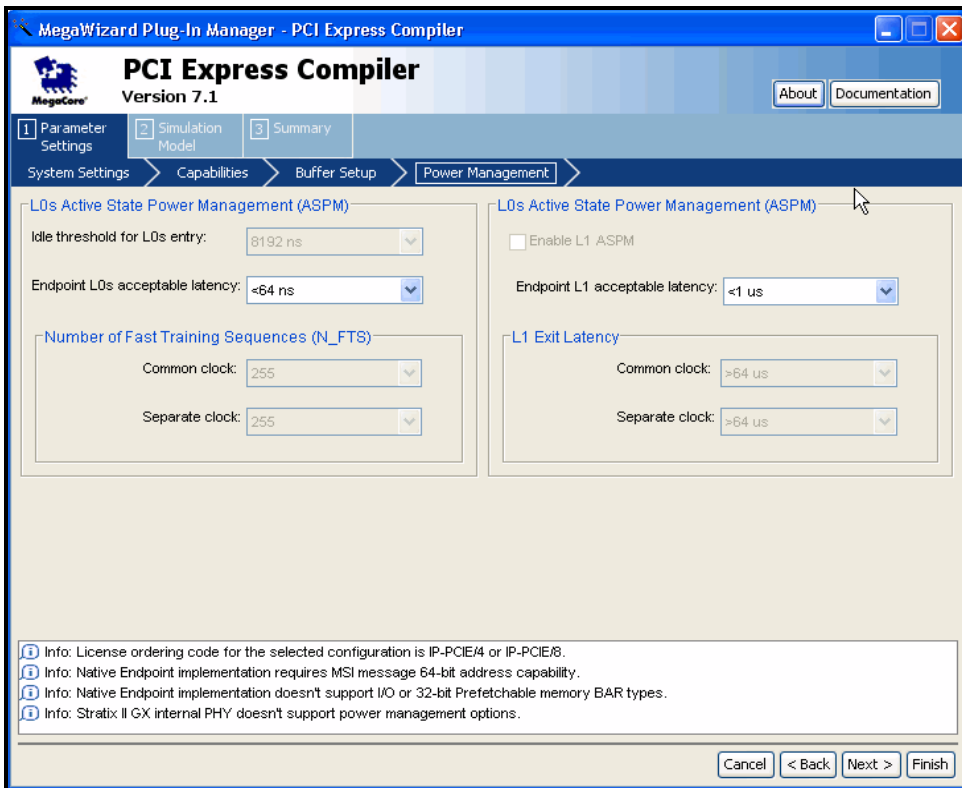 MegaWizard Plug-In Manager - PCI Express Compiler
MegaCore®
PCI Express Compiler
Version 7.1
About
Documentation
1 Parameter Settings
2 Simulation Model
3 Summary
System Settings
Capabilities
Buffer Setup
Power Management
L0s Active State Power Management (ASPM)
Idle threshold for L0s entry: 8192 ns
Endpoint L0s acceptable latency: <64 ns
Number of Fast Training Sequences (N_FTS)
Common clock: 255
Separate clock: 255
L0s Active State Power Management (ASPM)
Enable L1 ASPM
Endpoint L1 acceptable latency: <1 us
L1 Exit Latency
Common clock: >64 us
Separate clock: >64 us
Info: License ordering code for the selected configuration is IP-PCIE/4 or IP-PCIE/8.
Info: Native Endpoint implementation requires MSI message 64-bit address capability.
Info: Native Endpoint implementation doesn't support I/O or 32-bit Prefetchable memory BAR types.
Info: Stratix II GX internal PHY doesn't support power management options.
Cancel
< Back
Next >
Finish